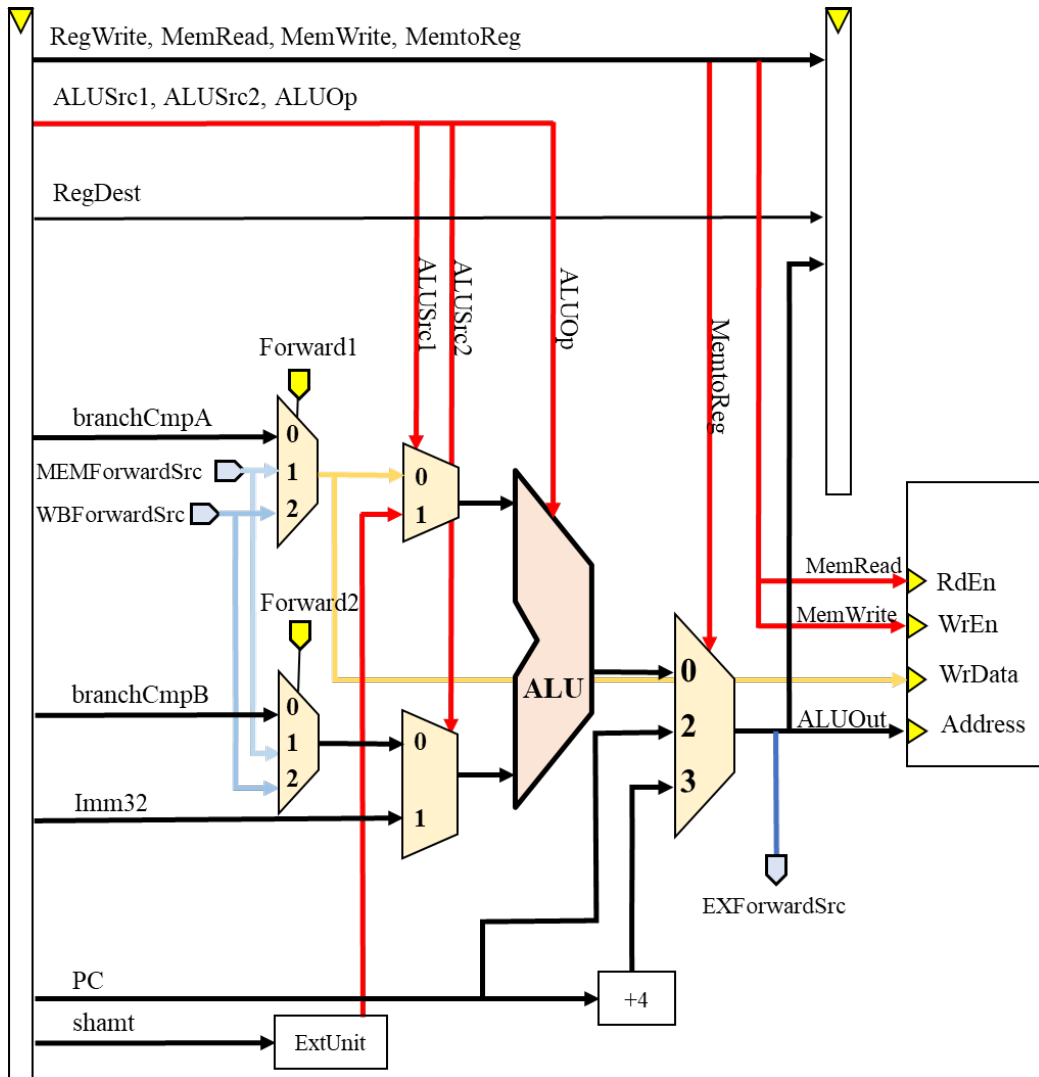 RegWrite, MemRead, MemWrite, MemtoReg
ALUSrc1, ALUSrc2, ALUOp
RegDest
ALUSrc1
ALUSrc2
ALUOp
MemtoReg
Forward1
branchCmpA
0
MEMForwardSrc
1
WBForwardSrc
2
0
1
MemRead
RdEn
MemWrite
WrEn
Forward2
branchCmpB
0
1
2
0
1
Imm32
ALU
0
2
3
WrData
ALUOut
Address
EXForwardSrc
PC
+4
shamt
ExtUnit